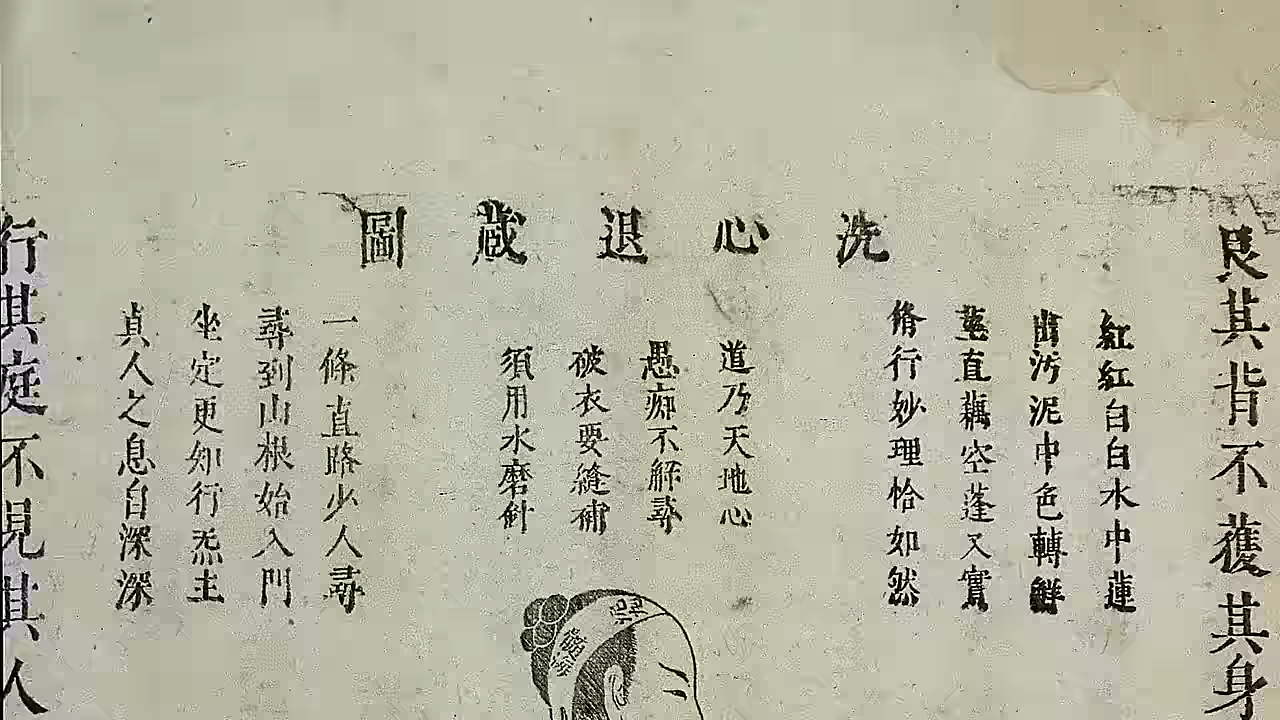 洗心退藏圖
艮其背不獲其身
紅紅白白水中蓮
出污泥中色轉鮮
莖直藕空蓬又實
脩行妙理恰如然
道乃天地心
愚痴不解尋
破衣要縫補
須用水磨針
一條直路少人尋
尋到山根始入門
坐定更知行炁主
眞人之息自深深
行其庭不見其人